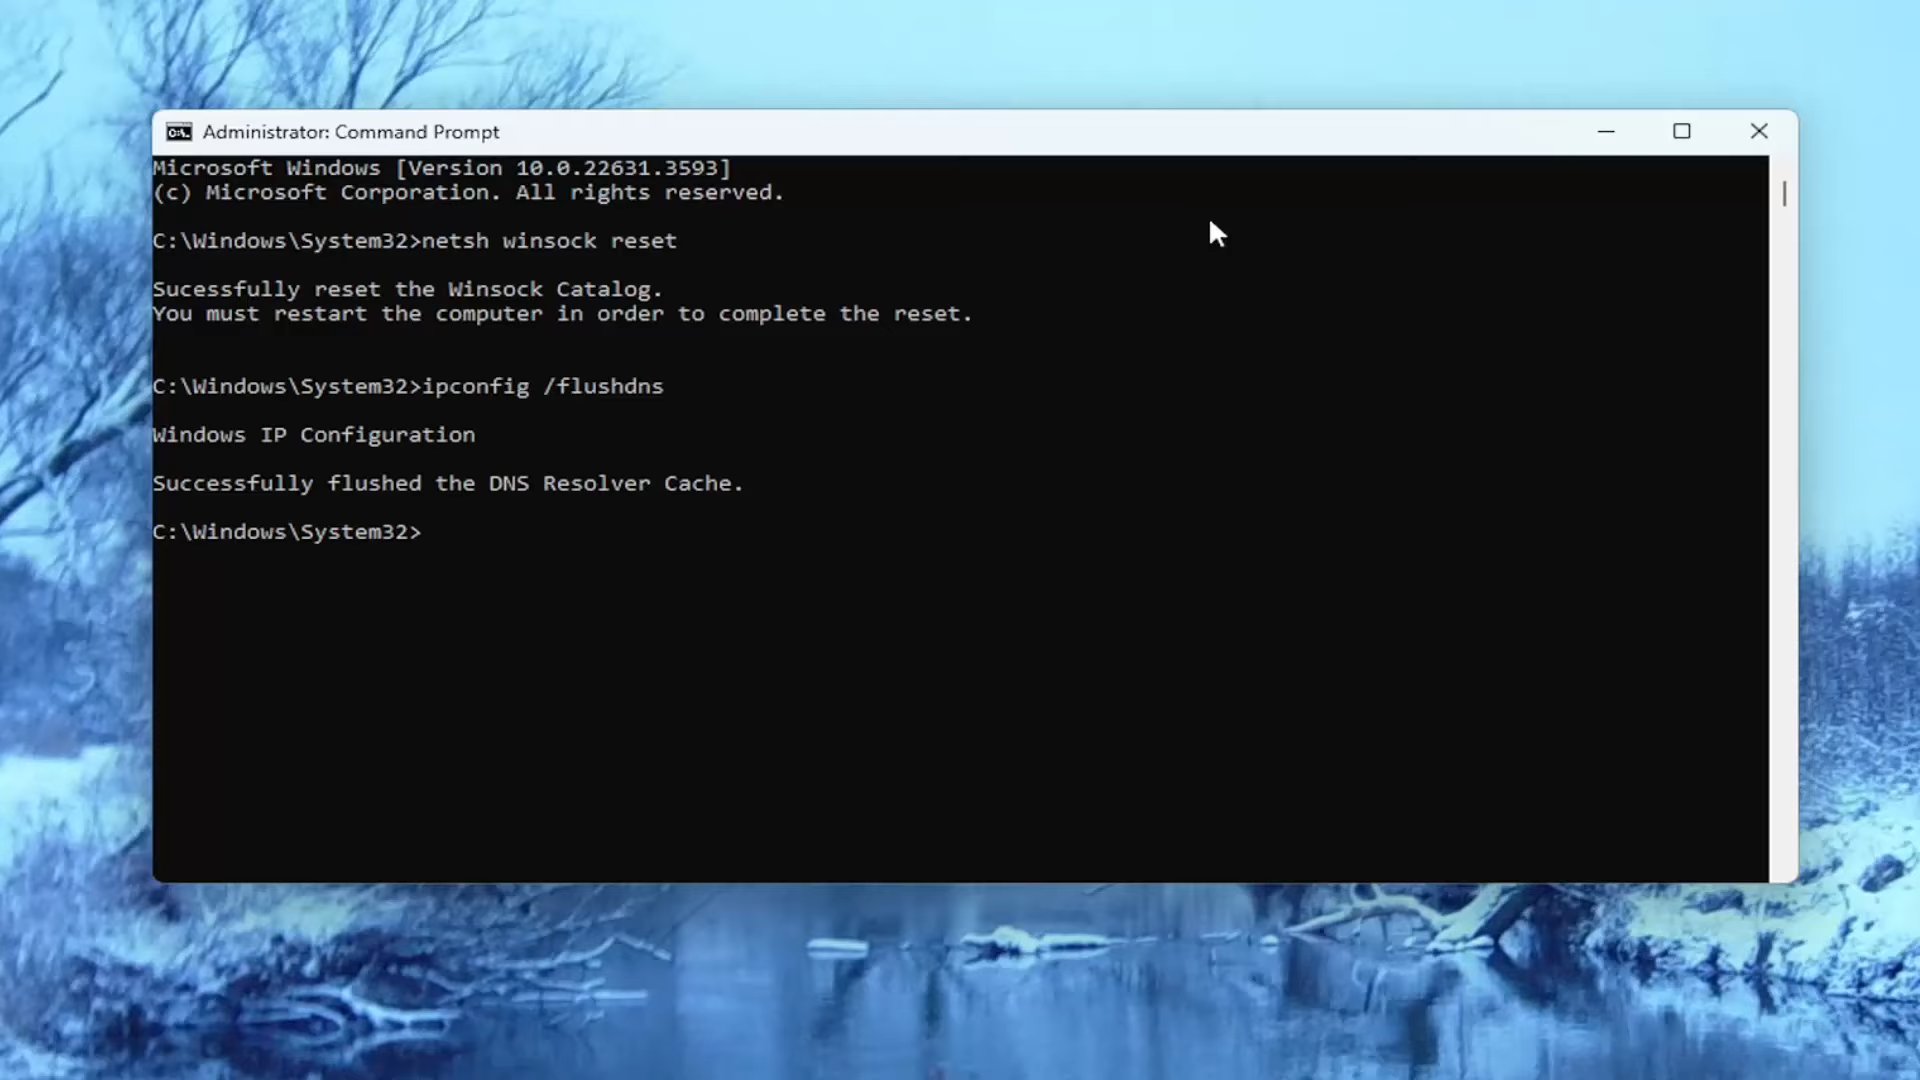 Administrator: Command Prompt
Microsoft Windows [Version 10.0.22631.3593]
(c) Microsoft Corporation. All rights reserved.
C:\Windows\System32>netsh winsock reset
Sucessfully reset the Winsock Catalog.
You must restart the computer in order to complete the reset.
C:\Windows\System32>ipconfig /flushdns
Windows IP Configuration
Successfully flushed the DNS Resolver Cache.
C:\Windows\System32>